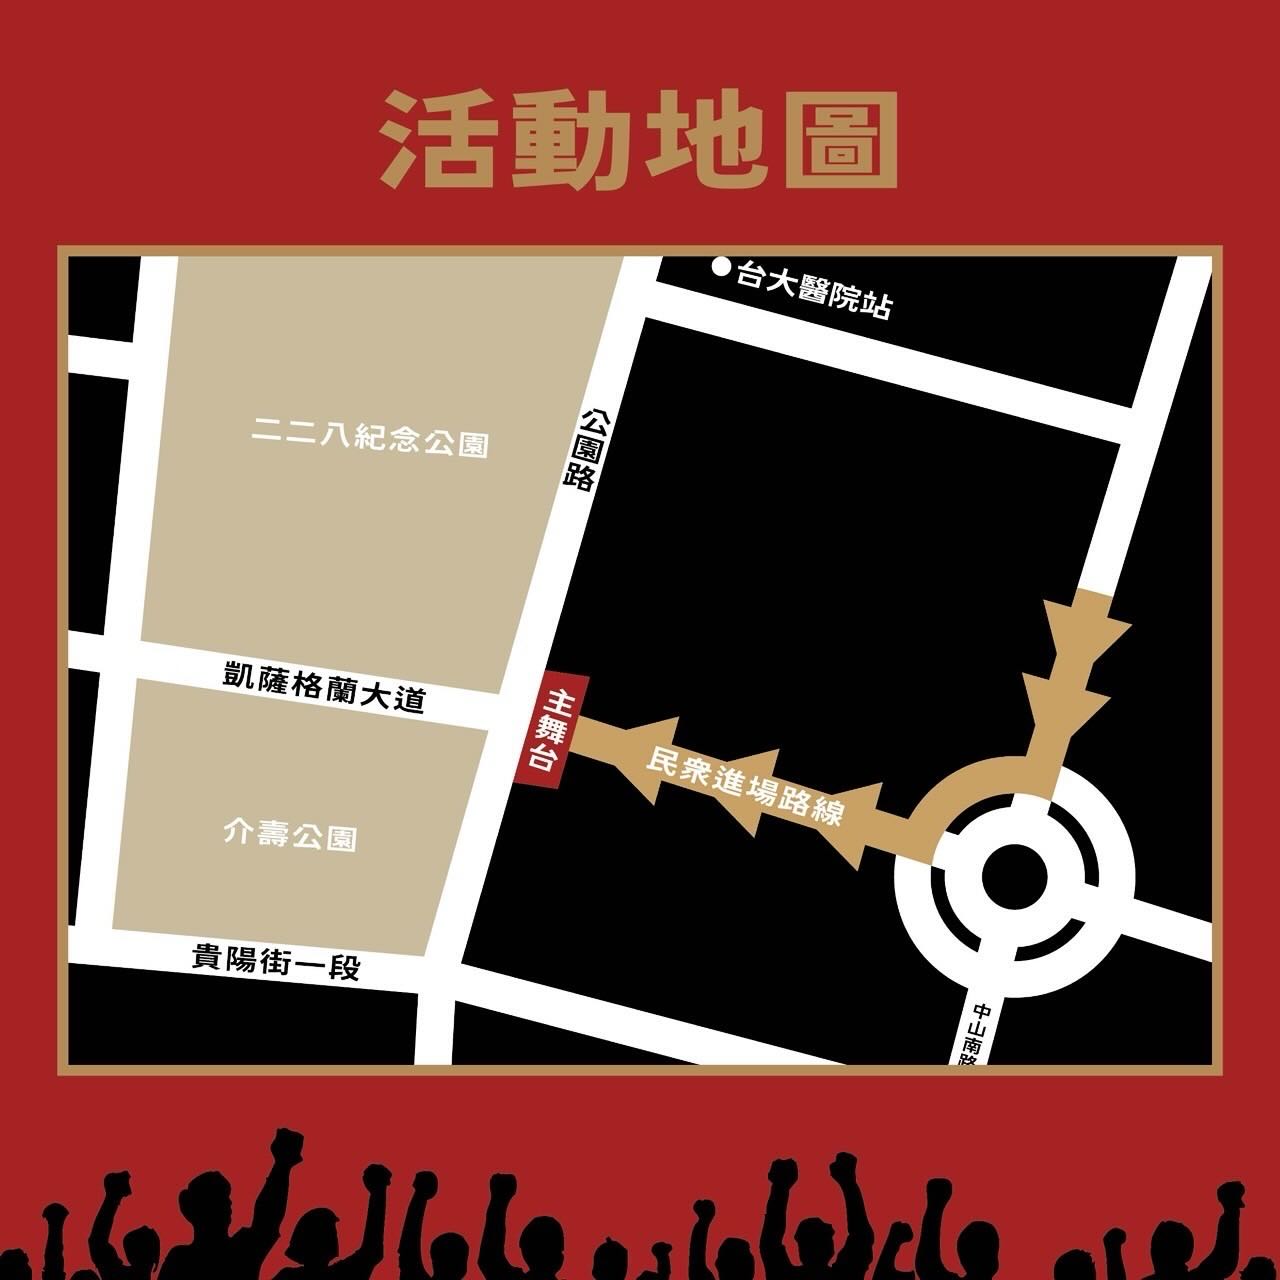 活動地圖
台大醫院站
二二八紀念公園
公園路
凱薩格蘭大道
主舞台
民衆進場路線
介壽公園
貴陽街一段
中山南路